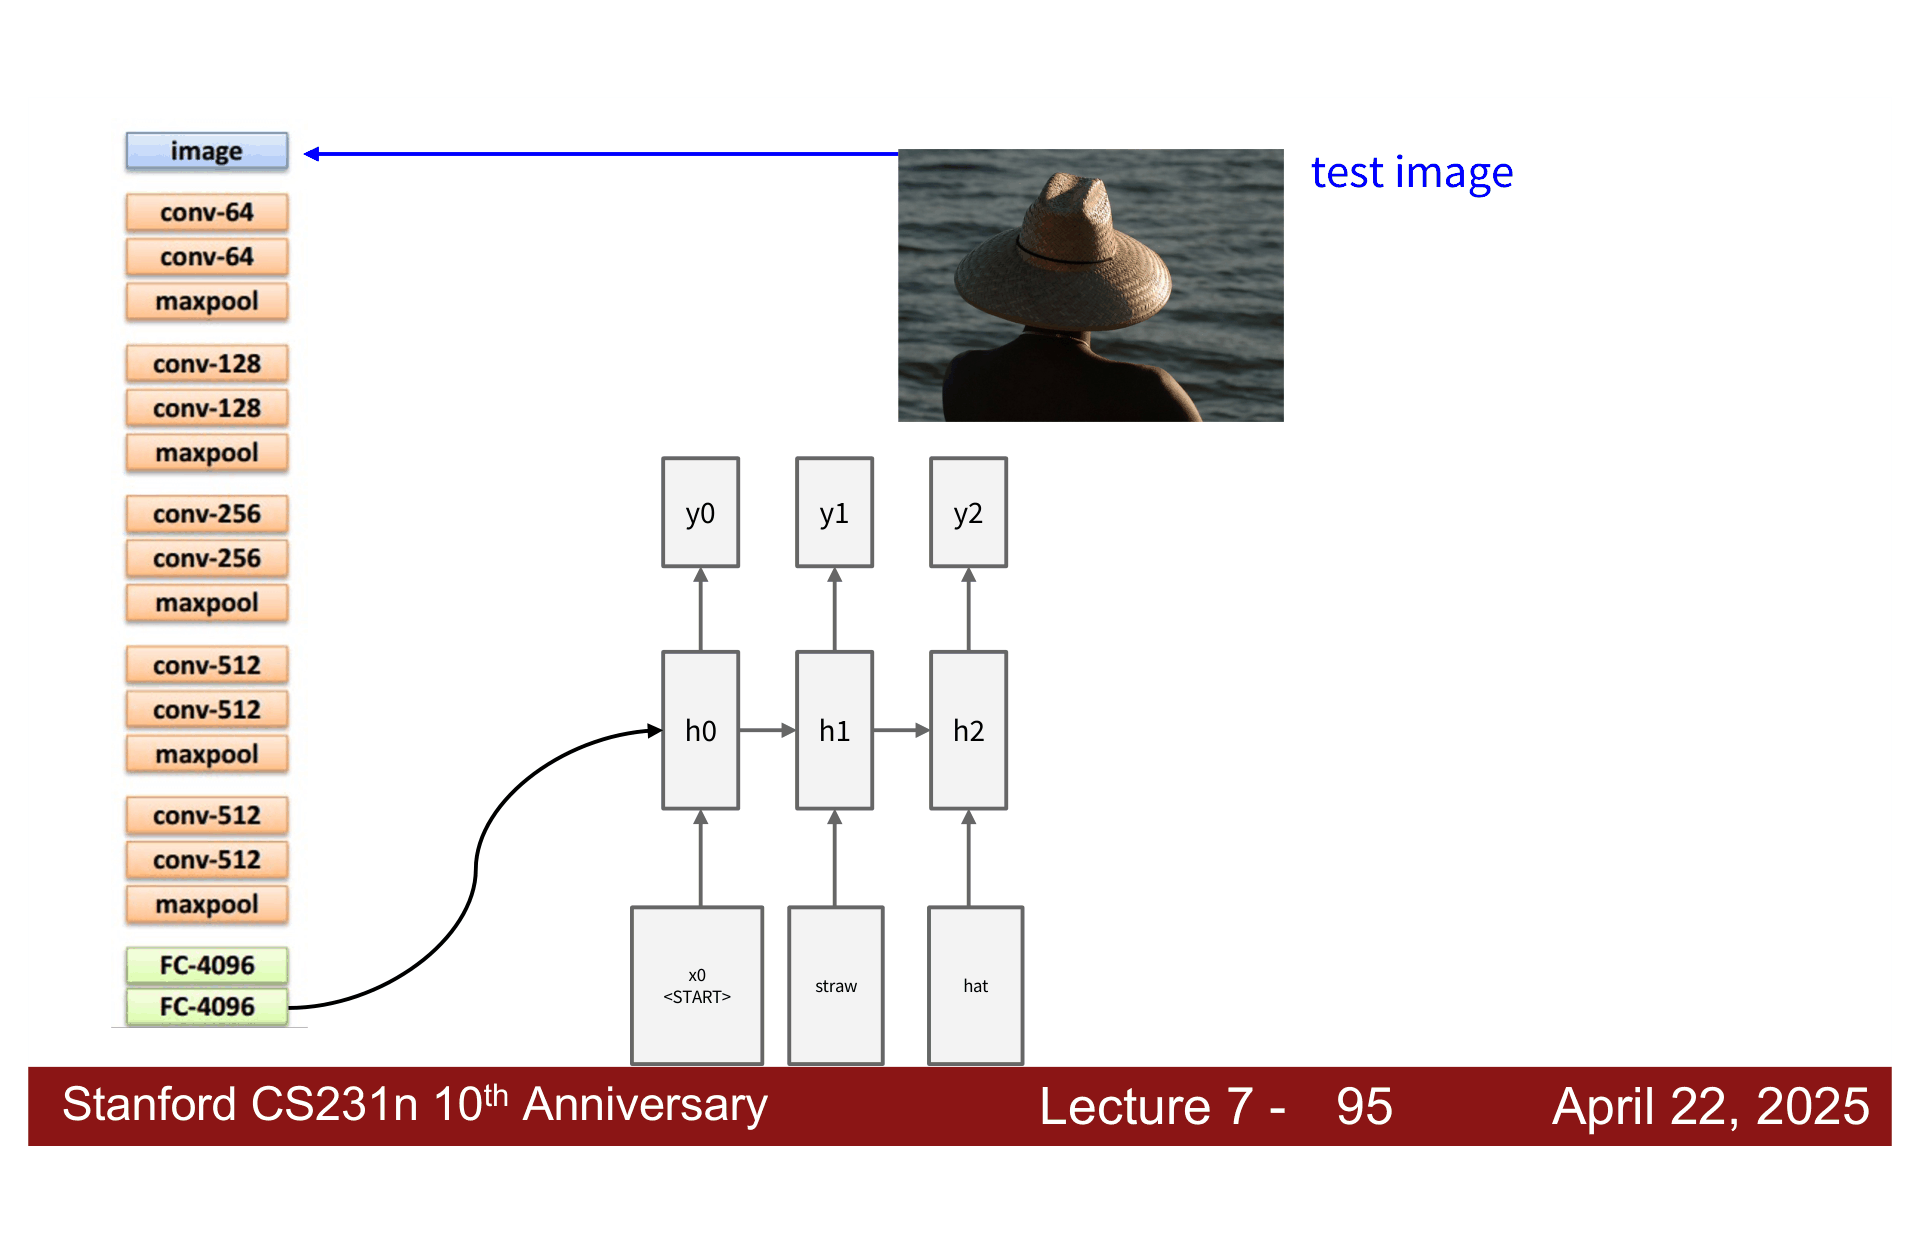 image
test image
conv-64
conv-64
maxpool
conv-128
conv-128
maxpool
conv-256
conv-256
maxpool
conv-512
conv-512
maxpool
conv-512
conv-512
maxpool
FC-4096
FC-4096
y0 y1 y2
h0 h1 h2
x0
<START>
straw
hat
Stanford CS231n 10th Anniversary
Lecture 7 - 95
April 22, 2025